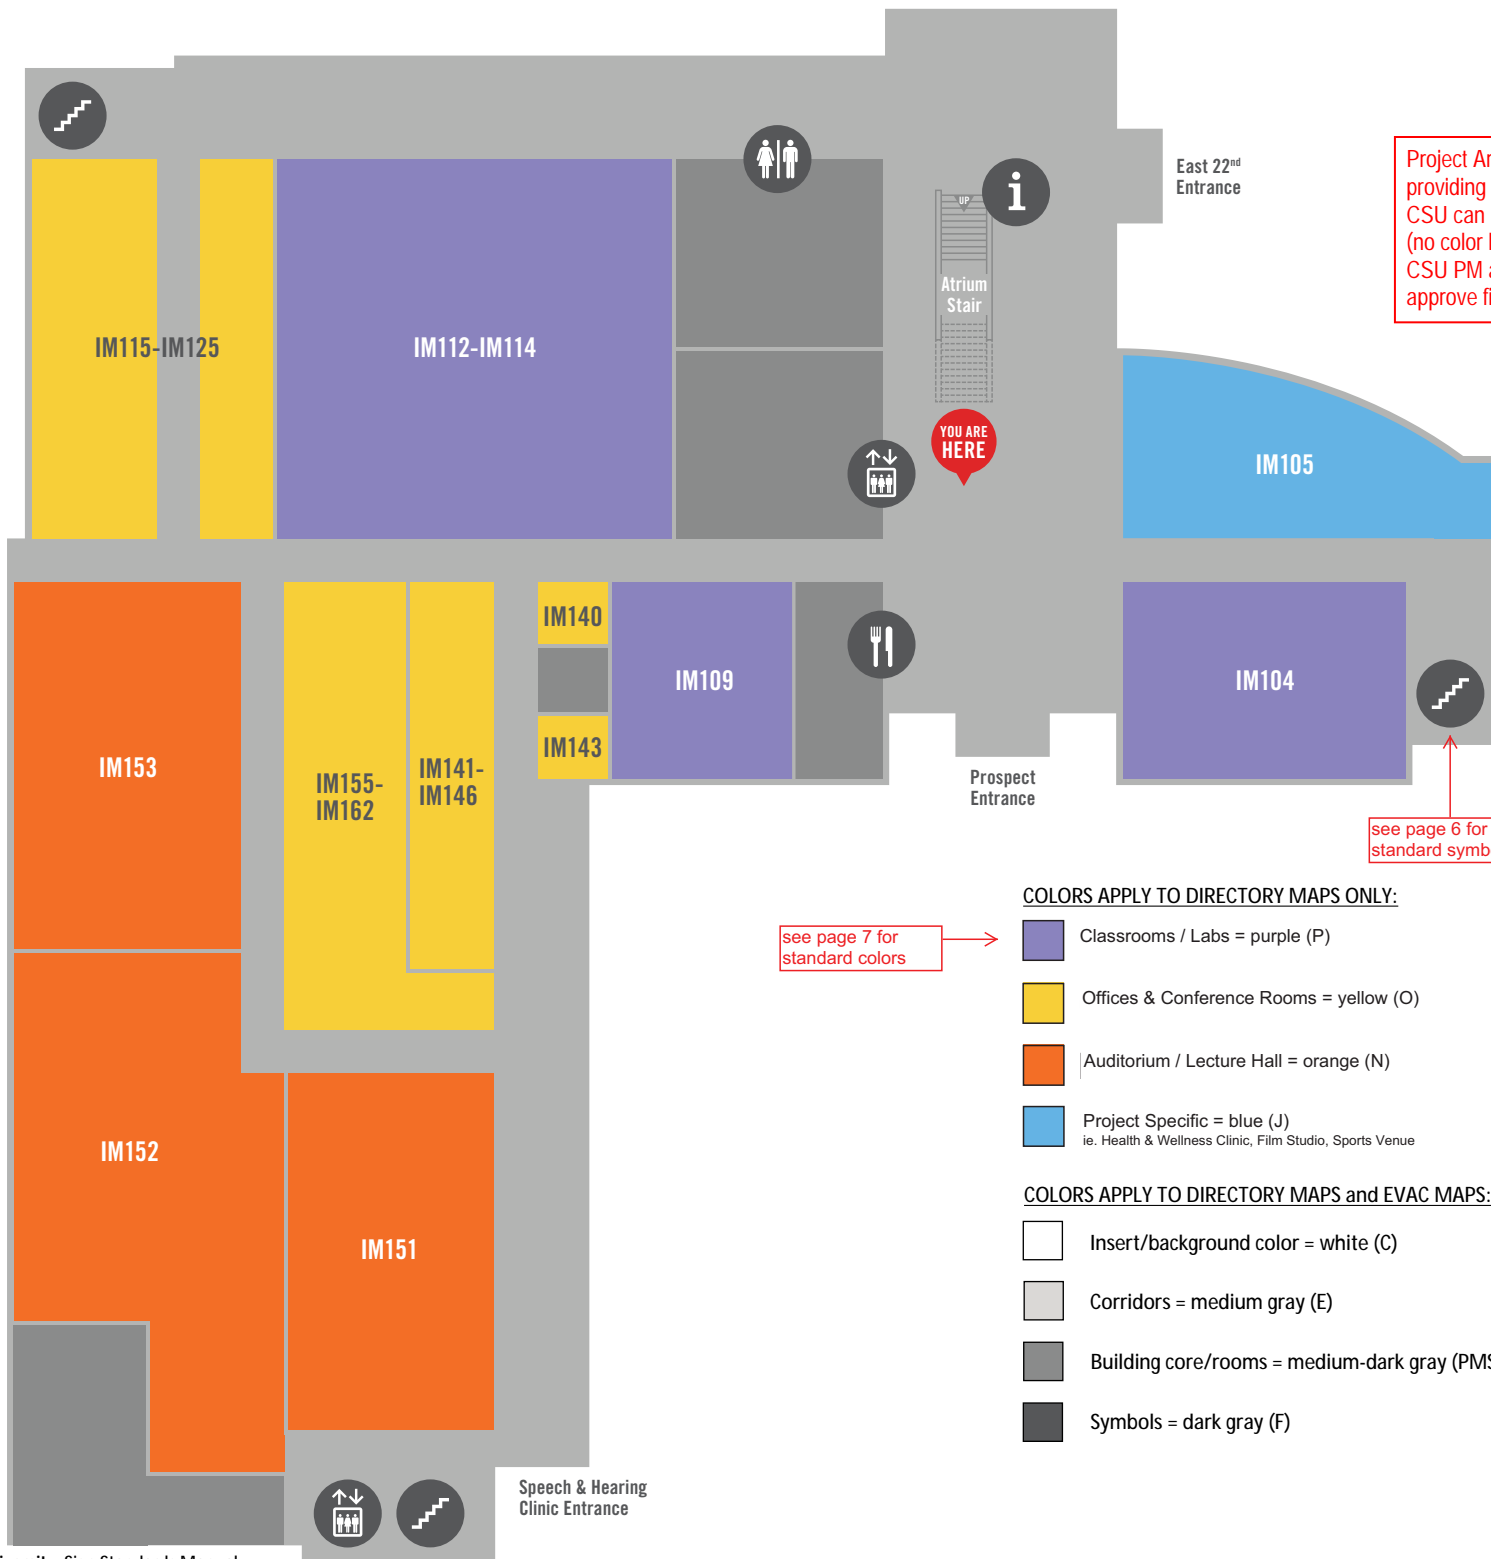 East 22nd
Entrance
Project
providing
CSU can
(no color
CSU PM
approve
UP
i
Atrium
Stair
IM115-IM125
IM112-IM114
YOU ARE
HERE
IM105
IM140
IM109
IM104
IM143
IM153
IM155-
IM162
IM141-
IM146
Prospect
Entrance
see page 6 for
standard
COLORS APPLY TO DIRECTORY MAPS ONLY:
see page 7 for
standard colors
Classrooms / Labs = purple (P)
Offices & Conference Rooms = yellow (O)
Auditorium / Lecture Hall = orange (N)
Project Specific = blue (J)
ie. Health & Wellness Clinic, Film Studio, Sports Venue
IM152
COLORS APPLY TO DIRECTORY MAPS and EVAC MAPS:
Insert/background color = white (C)
IM151
Corridors = medium gray (E)
Building core/rooms = medium-dark gray (PMS
Symbols = dark gray (F)
Speech & Hearing
Clinic Entrance